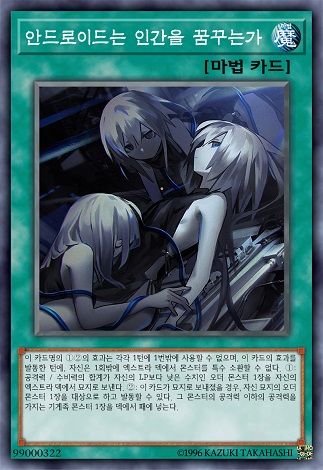 안드로이드는 인간을 꿈꾸는가
魔
[마법 카드]
이 카드명의 ①②의 효과는 각각 1턴에 1번밖에 사용할 수 없으며, 이 카드의 효과를
발동한 턴에, 자신은 1회밖에 엑스트라 덱에서 몬스터를 특수 소환할 수 없다. ①:
공격력 / 수비력의 합계가 자신의 LP보다 낮은 수치인 오더 몬스터 1장을 자신의
엑스트라 덱에서 묘지로 보낸다. ②: 이 카드가 묘지로 보내졌을 경우, 자신 묘지의 오더
몬스터 1장을 대상으로 하고 발동할 수 있다. 그 몬스터의 공격력 이하의 공격력을
가지는 기계족 몬스터 1장을 덱에서 패에 넣는다.
99000322
©1996 KAZUKI TAKAHASHI